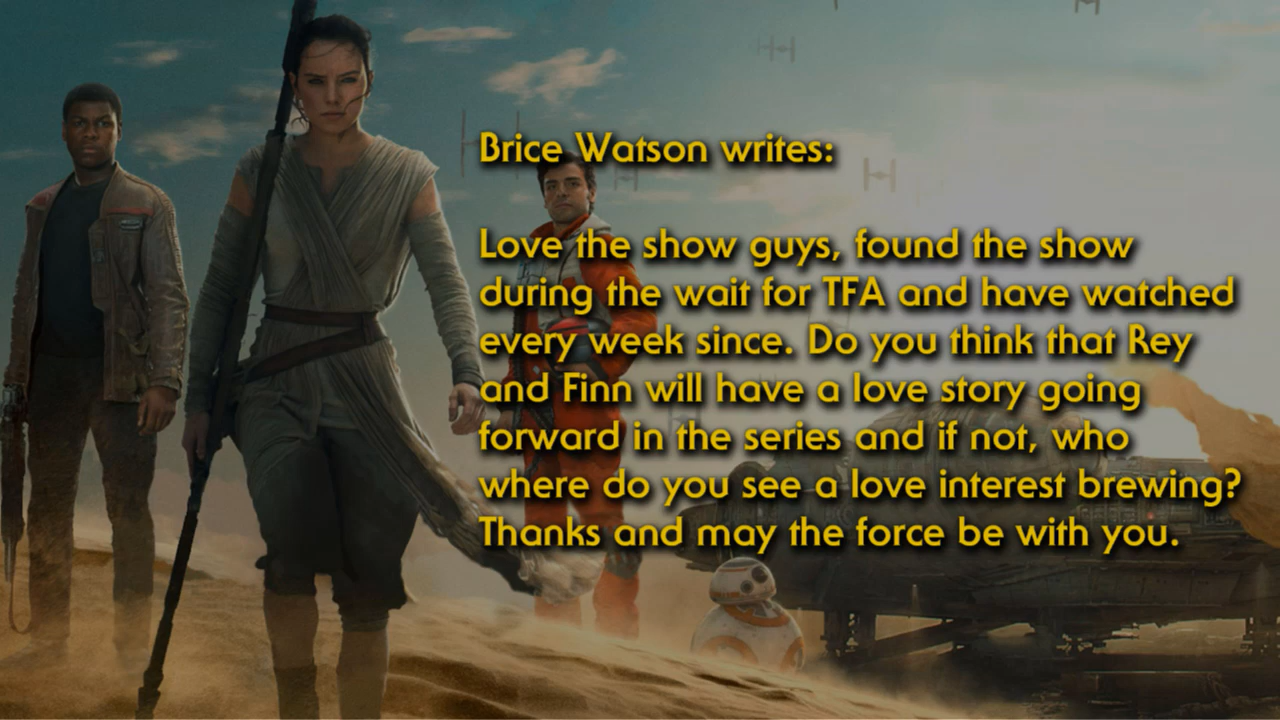 Brice Watson writes:
Love the show guys, found the show
during the wait for TFA and have watched
every week since. Do you think that Rey
and Finn will have a love story going
forward in the series and if not, who
where do you see a love interest brewing?
Thanks and may the force be with you.